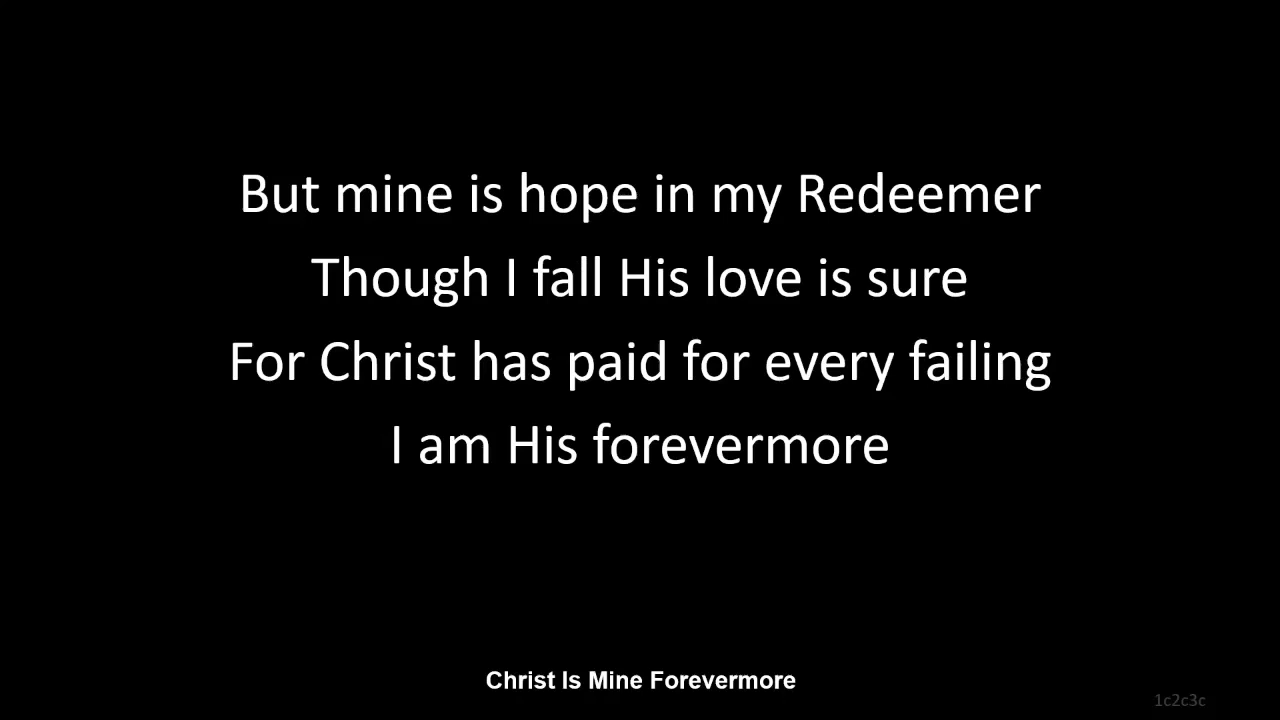 But mine is hope in my Redeemer
Though I fall His love is sure
For Christ has paid for every failing
I am His forevermore
Christ Is Mine Forevermore
1c2c3c